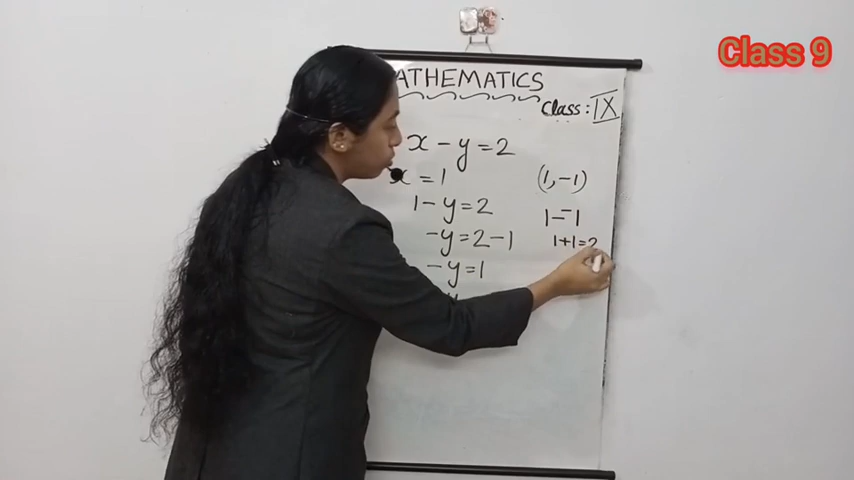 Class 9
ATHEMATICS
Class : IX
x - y = 2
x = 1
(1, -1)
1 - y = 2
1 - -1
-y = 2 - 1
1+1=2
-y = 1